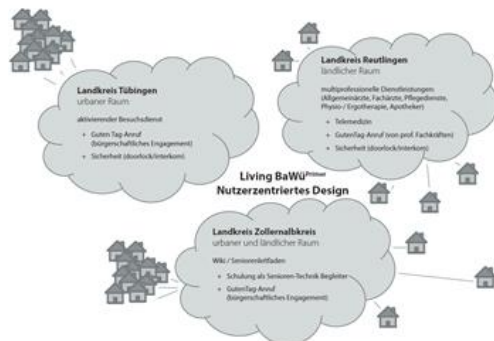 Landkreis Tübingen
urbaner Raum
aktivierender Besuchsdienst
+ Guten Tag-Anruf
(bürgerschaftliches Engagement)
+ Sicherheit (doorlock/interkom)
Landkreis Reutlingen
ländlicher Raum
multiprofessionelle Dienstleistungen:
(Allgemeinärzte, Fachärzte, Pflegedienste,
Physio-/ Ergotherapie, Apotheker)
+ Telemedizin
+ GutenTag Anruf (von prof. Fachkräften)
+ Sicherheit (doorlock/interkom)
Living BaWü Primer
Nutzerzentriertes Design
Landkreis Zollernalbkreis
urbaner und ländlicher Raum
Wiki / Seniorenleitfaden
+ Schulung als Senioren-Technik Begleiter
+ GutenTag-Anruf
(bürgerschaftliches Engagement)